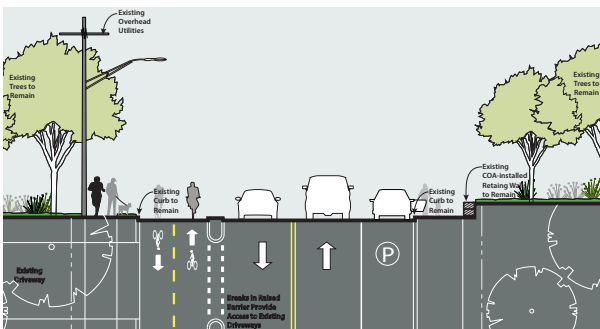 Existing
Overhead
Utilities
Existing
Trees to
Remain
Existing
Trees to
Remain
Existing
COA-installed
Retaing Wa
to Remain
Existing
Curb to
Remain
Existing
Curb to
Remain
P
Existing
Driveway
Breaks in Raised
Barrier Provide
Access to Existing
Driveways